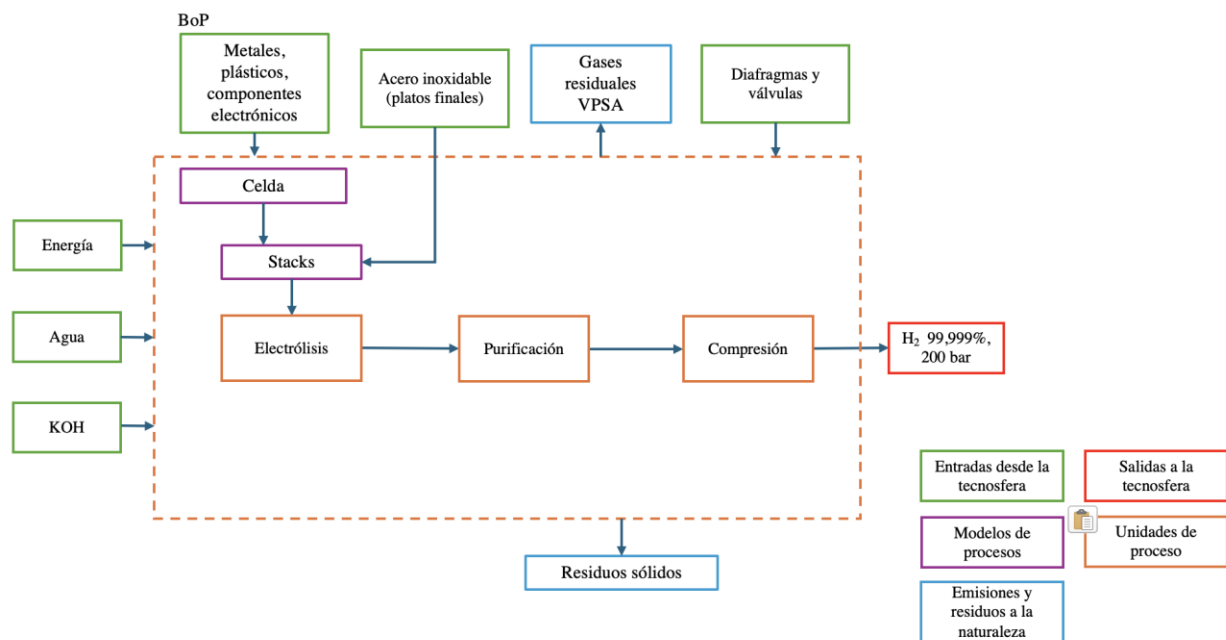 BoP
Metales,
plásticos,
componentes
electrónicos
Acero inoxidable
(platos finales)
Gases
residuales
VPSA
Diafragmas y
válvulas
Celda
Energía
Stacks
Agua
Electrólisis
Purificación
Compresión
H₂ 99,999%,
200 bar
KOH
Entradas desde la
tecnosfera
Salidas a la
tecnosfera
Modelos de
procesos
Unidades de
proceso
Residuos sólidos
Emisiones y
residuos a la
naturaleza